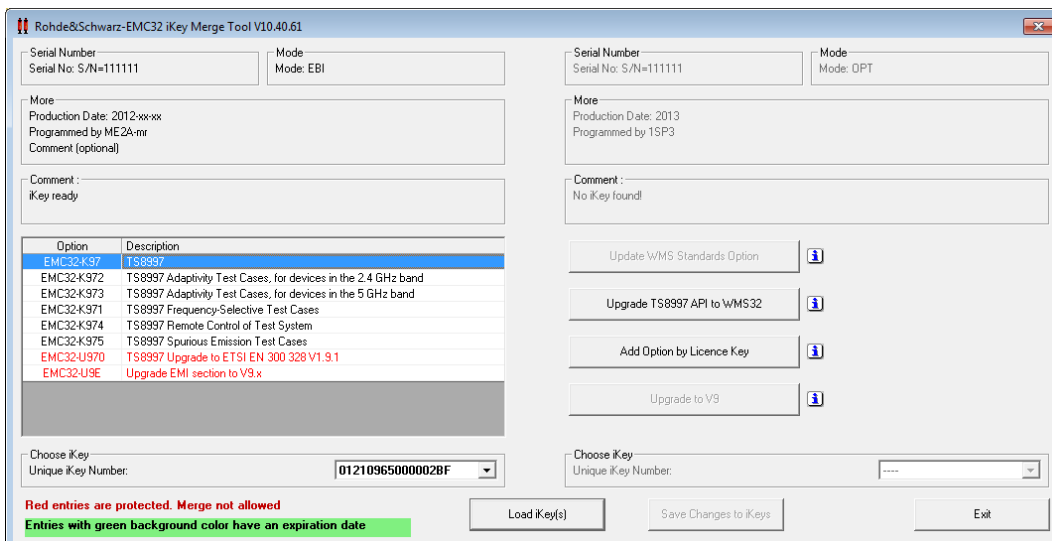 Rohde&Schwarz-EMC32 iKey Merge Tool V10.40.61
Serial Number
Serial No: S/N=111111
Mode
Mode: EBI
More
Production Date: 2012-xx-xx
Programmed by ME2A-mr
Comment (optional)
Comment :
iKey ready
Option Description
EMC32-K97 TS8997
EMC32-K972 TS8997 Adaptivity Test Cases, for devices in the 2.4 GHz band
EMC32-K973 TS8997 Adaptivity Test Cases, for devices in the 5 GHz band
EMC32-K971 TS8997 Frequency-Selective Test Cases
EMC32-K974 TS8997 Remote Control of Test System
EMC32-K975 TS8997 Spurious Emission Test Cases
EMC32-U970 TS8997 Upgrade to ETSI EN 300 328 V1.9.1
EMC32-U9E Upgrade EMI section to V9.x
Choose iKey
Unique iKey Number: 01210965000002BF
Red entries are protected. Merge not allowed
Entries with green background color have an expiration date
Serial Number
Serial No: S/N=111111
Mode
Mode: OPT
More
Production Date: 2013
Programmed by 1SP3
Comment :
No iKey found!
Update WMS Standards Option
Upgrade TS8997 API to WMS32
Add Option by Licence Key
Upgrade to V9
Choose iKey
Unique iKey Number: ----
Load iKey(s)
Save Changes to iKeys
Exit